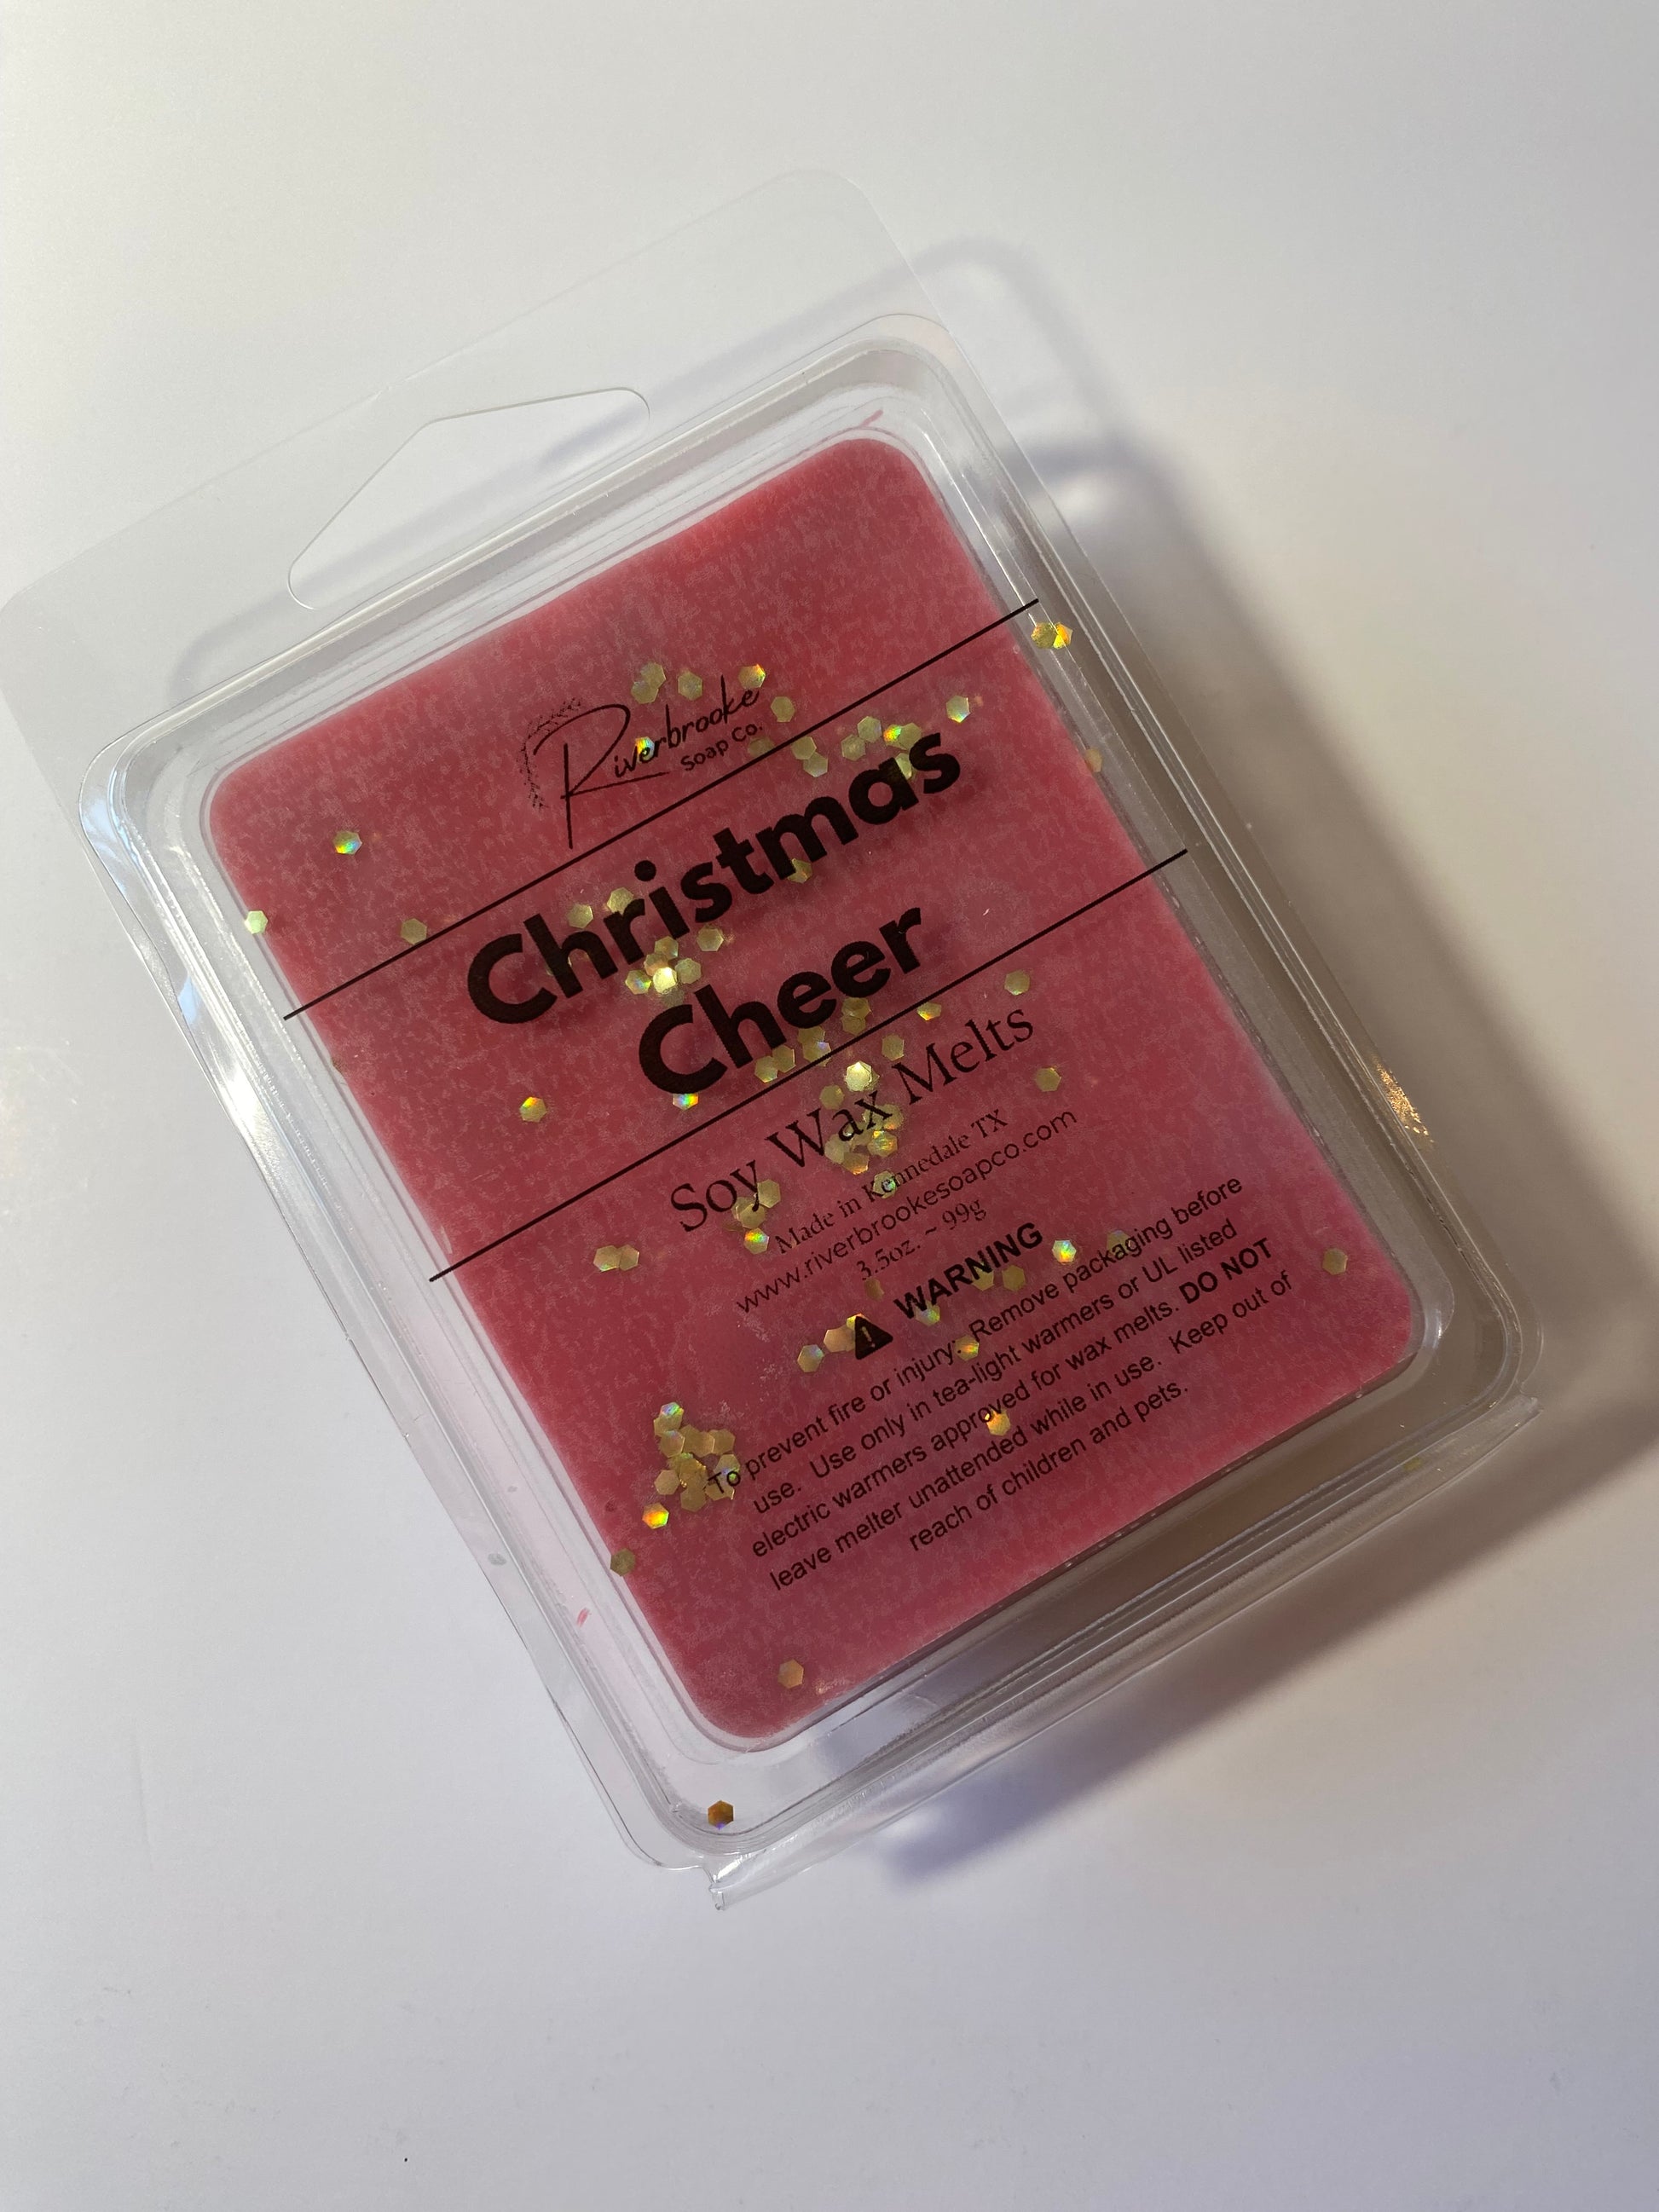 Riverbrooke
Soap Co.
Christmas
Cheer
Soy Wax Melts
Made in Kennedale TX
www.riverbrookesoapco.com
3.5oz. ~ 99g
WARNING
To prevent fire or injury: Remove packaging before
use. Use only in tea-light warmers or UL listed
electric warmers approved for wax melts. DO NOT
leave melter unattended while in use. Keep out of
reach of children and pets.